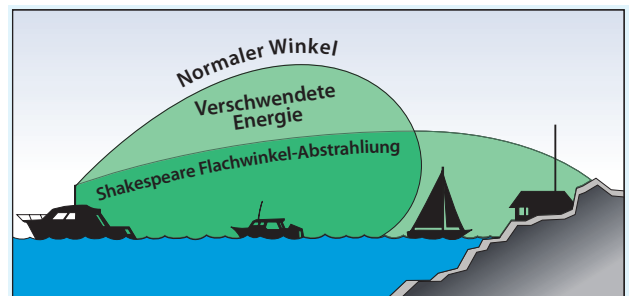 Normaler Winkel
Verschwendete
Energie
Shakespeare Flachwinkel-Abstrahliung